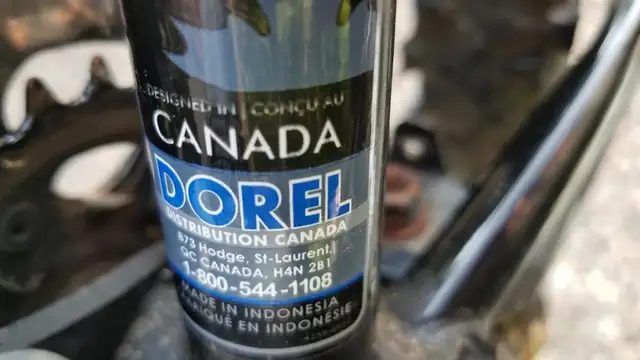 DESIGNED IN | CONÇU AU
CANADA
DOREL
DISTRIBUTION CANADA
873 Hodge, St-Laurent,
QC CANADA, H4N 2B1
1-800-544-1108
MADE IN INDONESIA
FABRIQUÉ EN INDONÉSIE